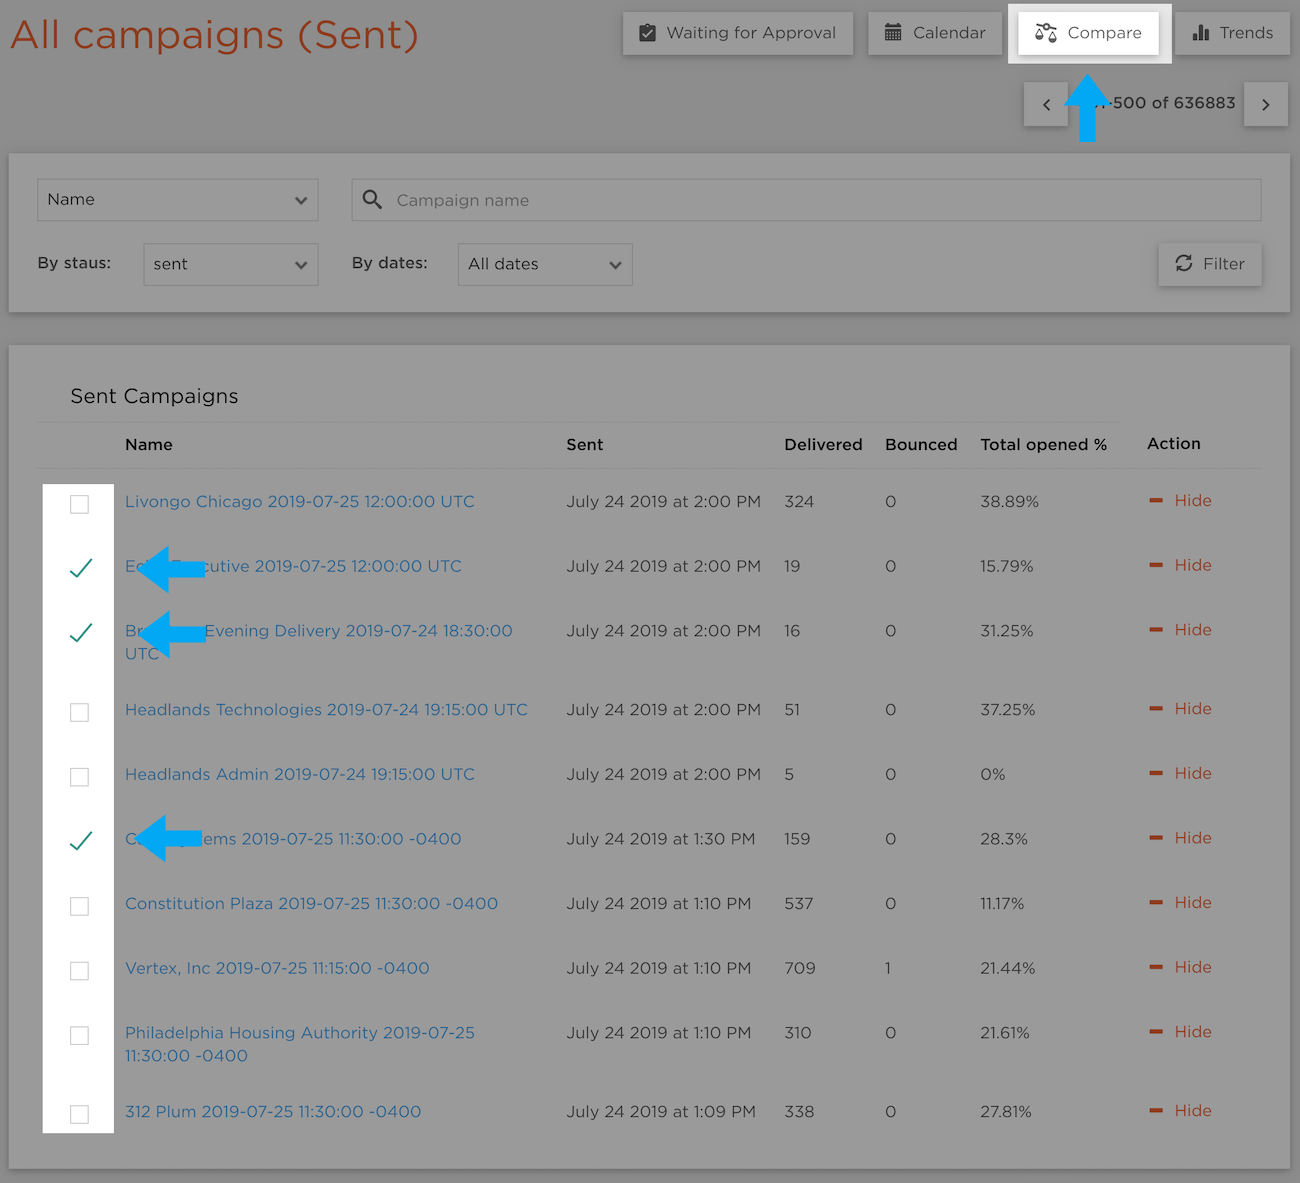 All campaigns (Sent)
Waiting for Approval
Calendar
Compare
Trends
-500 of 636883
Name
Campaign name
By staus:
sent
By dates:
All dates
Filter
Sent Campaigns
Name Sent Delivered Bounced Total opened % Action
Livongo Chicago 2019-07-25 12:00:00 UTC July 24 2019 at 2:00 PM 324 0 38.89% Hide
2019-07-25 12:00:00 UTC July 24 2019 at 2:00 PM 19 0 15.79% Hide
Evening Delivery 2019-07-24 18:30:00 July 24 2019 at 2:00 PM 16 0 31.25% Hide
UTC
Headlands Technologies 2019-07-24 19:15:00 UTC July 24 2019 at 2:00 PM 51 0 37.25% Hide
Headlands Admin 2019-07-24 19:15:00 UTC July 24 2019 at 2:00 PM 5 0 0% Hide
2019-07-25 11:30:00 -0400 July 24 2019 at 1:30 PM 159 0 28.3% Hide
Constitution Plaza 2019-07-25 11:30:00 -0400 July 24 2019 at 1:10 PM 537 0 11.17% Hide
Vertex, Inc 2019-07-25 11:15:00 -0400 July 24 2019 at 1:10 PM 709 1 21.44% Hide
Philadelphia Housing Authority 2019-07-25 July 24 2019 at 1:10 PM 310 0 21.61% Hide
11:30:00 -0400
312 Plum 2019-07-25 11:30:00 -0400 July 24 2019 at 1:09 PM 338 0 27.81% Hide